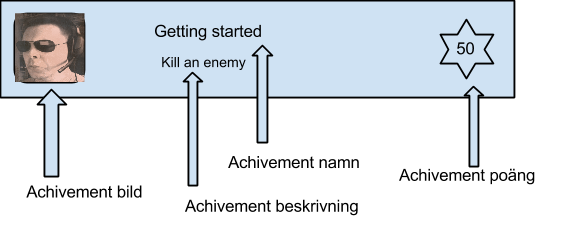 Getting started
50
Kill an enemy
Achivement namn
Achivement poäng
Achivement bild
Achivement beskrivning